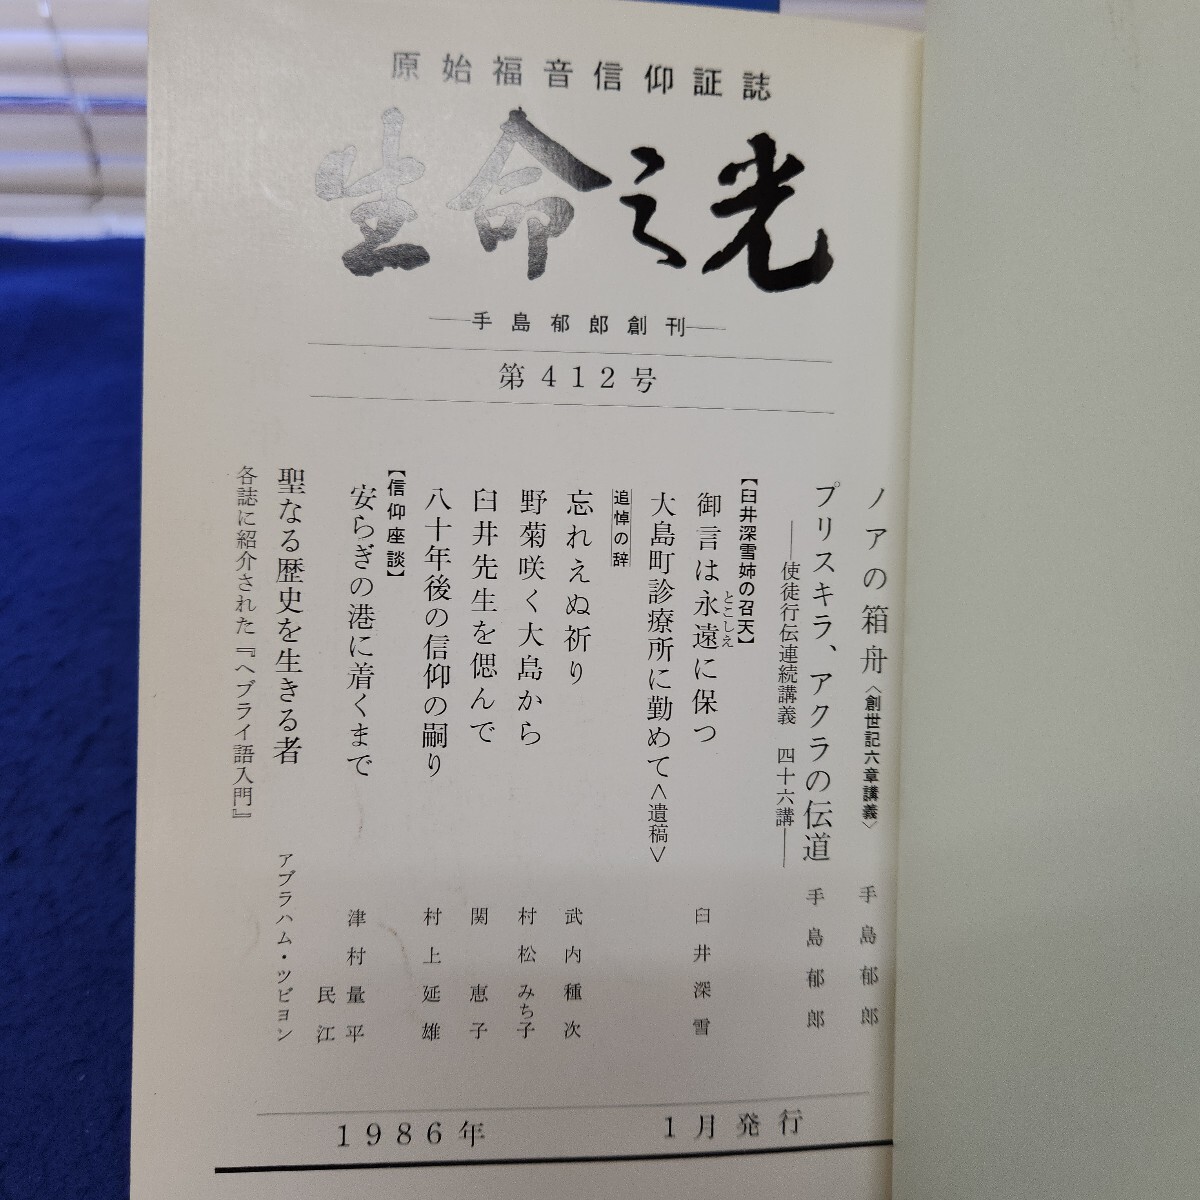 原始福音信仰証誌
生命之光
――手島郁郎創刊――
第412号
ノアの箱舟〈創世記六章講義〉 手島郁郎
プリスキラ、アクラの伝道 手島郁郎
――使徒行伝連続講義 四十六講――
【臼井深雪姉の召天】
御言は永遠に保つ
とこしえ
大島町診療所に勤めて〈遺稿〉 臼井深雪
追悼の辞
忘れえぬ祈り 武内種次
野菊咲く大島から 村松みち子
臼井先生を偲んで 関恵子
八十年後の信仰の嗣り 村上延雄
【信仰座談】
安らぎの港に着くまで 津村量平
民江
聖なる歴史を生きる者 アブラハム・ツビヨン
各誌に紹介された『ヘブライ語入門』
1986年 1月発行